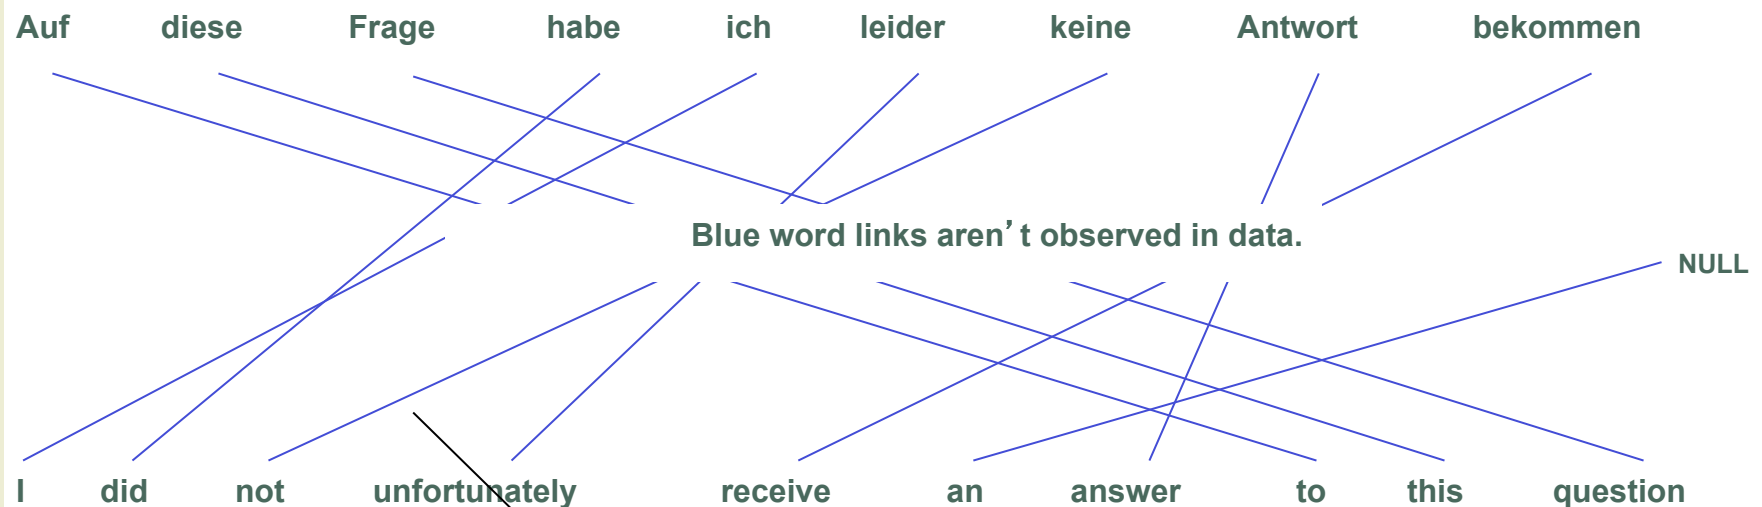 Auf diese Frage habe ich leider keine Antwort bekommen
Blue word links aren’t observed in data.
NULL
I did not unfortunately receive an answer to this question